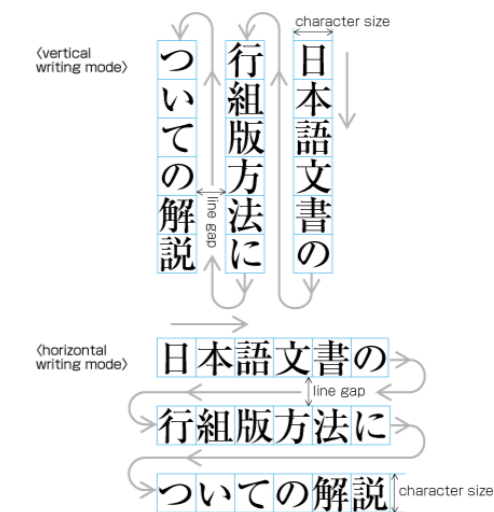 character size
〈vertical
writing mode〉
日本語文書の
行組版方法に
ついての解説
line gap
〈horizontal
writing mode〉
日本語文書の
line gap
行組版方法に
ついての解説
character size